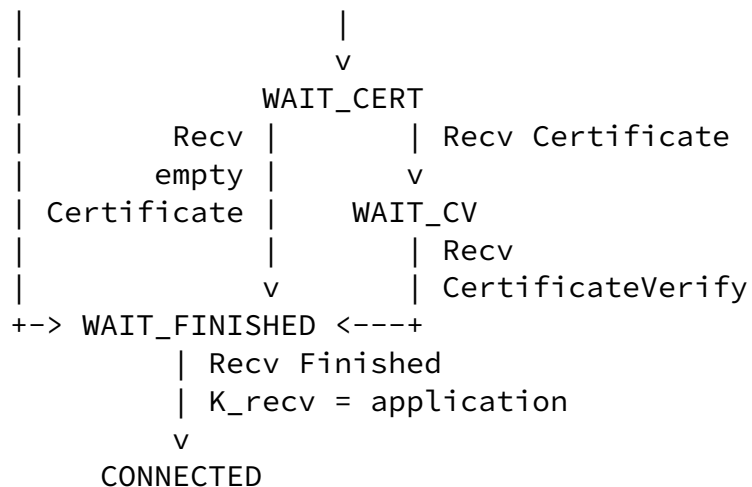 |                  |
|                  v
|              WAIT_CERT
|         Recv |       | Recv Certificate
|        empty |       v
| Certificate |    WAIT_CV
|              |       | Recv
|              v       | CertificateVerify
+-> WAIT_FINISHED <---+
         | Recv Finished
         | K_recv = application
         v
     CONNECTED